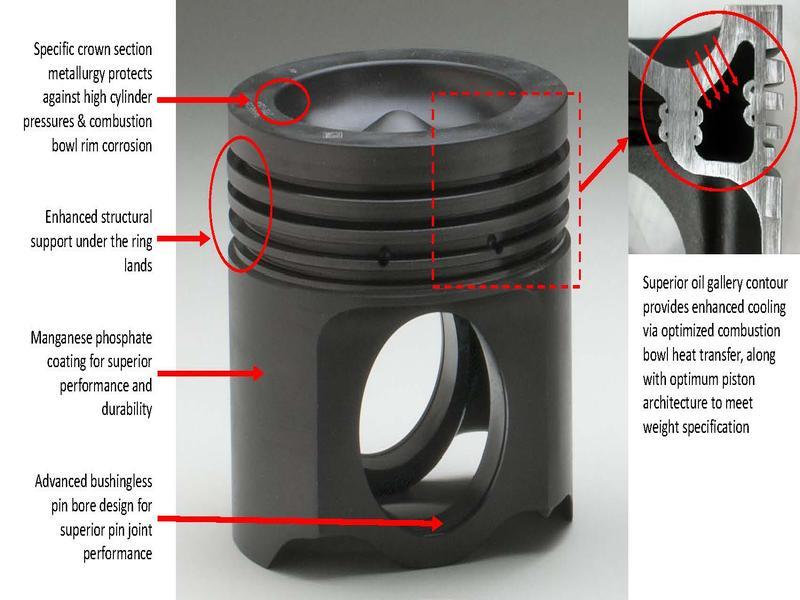 Specific crown section
metallurgy protects
against high cylinder
pressures & combustion
bowl rim corrosion
Enhanced structural
support under the ring
lands
Manganese phosphate
coating for superior
performance and
durability
Advanced bushingless
pin bore design for
superior pin joint
performance
Superior oil gallery contour
provides enhanced cooling
via optimized combustion
bowl heat transfer, along
with optimum piston
architecture to meet
weight specification